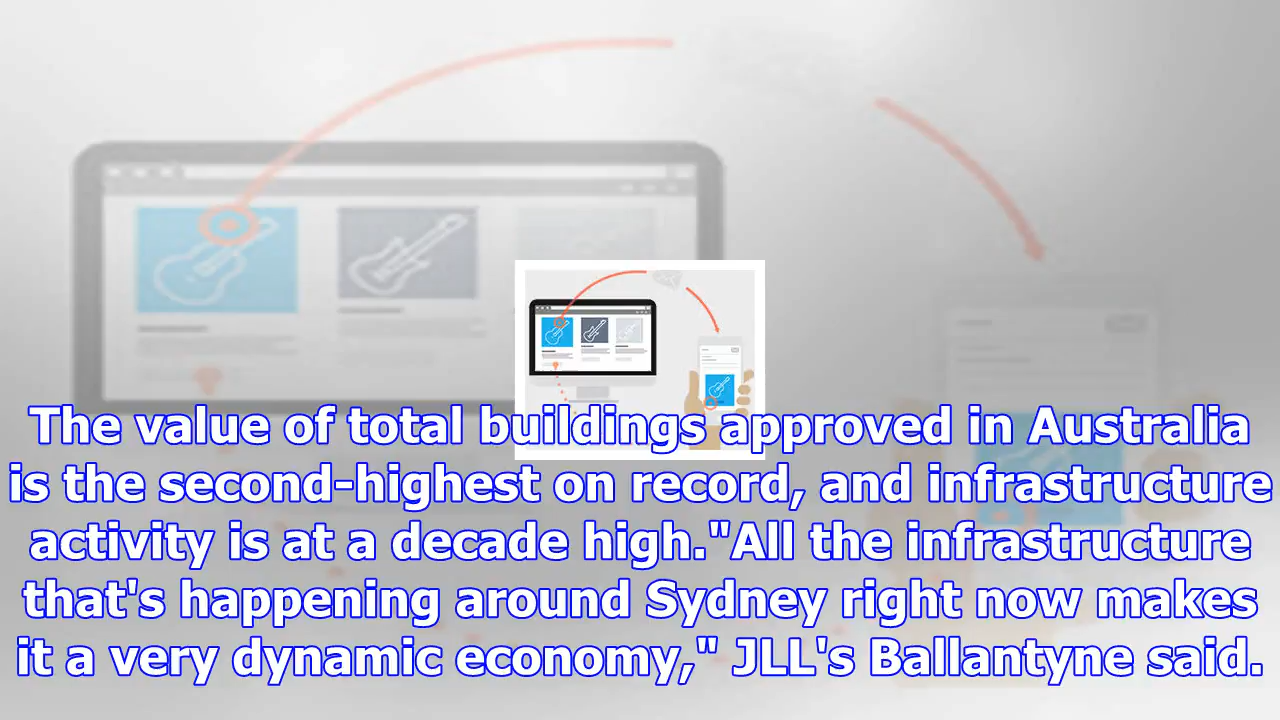 The value of total buildings approved in Australia
is the second-highest on record, and infrastructure
activity is at a decade high."All the infrastructure
that's happening around Sydney right now makes
it a very dynamic economy," JLL's Ballantyne said.